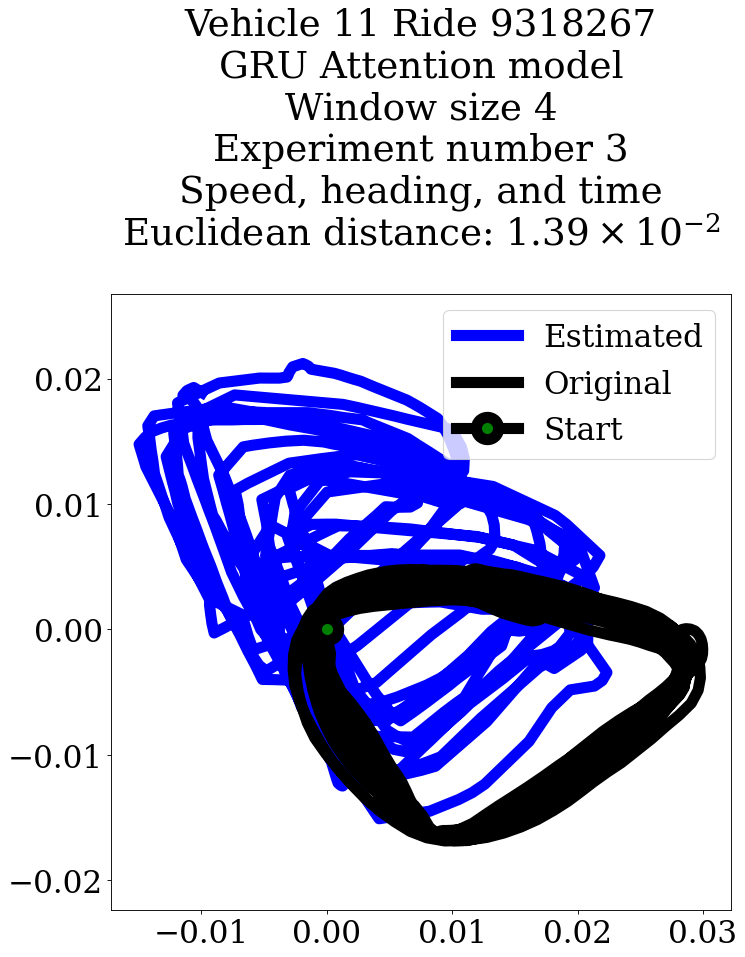 Vehicle 11 Ride 9318267
GRU Attention model
Window size 4
Experiment number 3
Speed, heading, and time
Euclidean distance: 1.39 × 10⁻²
Estimated
Original
Start
0.02
0.01
0.00
−0.01
−0.02
−0.01
0.00
0.01
0.02
0.03